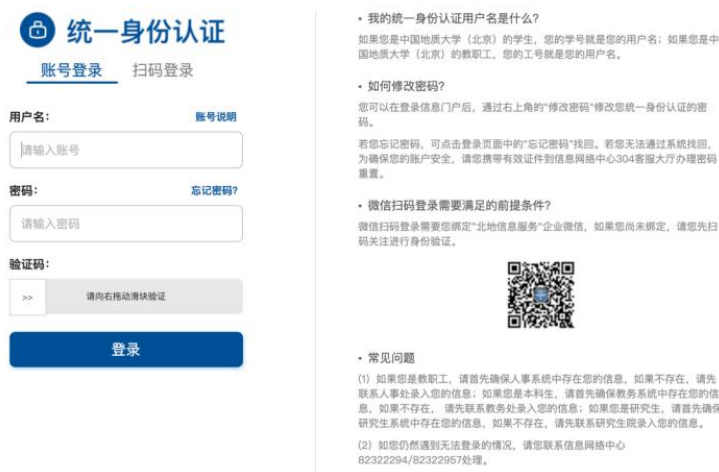 统一身份认证
账号登录 扫码登录
用户名： 账号说明
请输入账号
密码： 忘记密码?
请输入密码
验证码：
>> 请向右拖动滑块验证
登录
• 我的统一身份认证用户名是什么?
如果您是中国地质大学（北京）的学生，您的学号就是您的用户名；如果您是中
国地质大学（北京）的教职工，您的工号就是您的用户名。
• 如何修改密码?
您可以在登录信息门户后，通过右上角的"修改密码"修改您统一身份认证的密
码。
若您忘记密码，可点击登录页面中的"忘记密码"找回。若您无法通过系统找回，
为确保您的账户安全，请您携带有效证件到信息网络中心304客服大厅办理密码
重置。
• 微信扫码登录需要满足的前提条件?
微信扫码登录需要您绑定"北地信息服务"企业微信，如果您尚未绑定，请您先扫
码关注进行身份验证。
• 常见问题
(1) 如果您是教职工，请首先确保人事系统中存在您的信息，如果不存在，请先
联系人事处录入您的信息；如果您是本科生，请首先确保教务系统中存在您的信
息，如果不存在， 请先联系教务处录入您的信息；如果您是研究生，请首先确保
研究生系统中存在您的信息，如果不存在，请先联系研究生院录入您的信息。
(2) 如您仍然遇到无法登录的情况，请您联系信息网络中心
82322294/82322957处理。